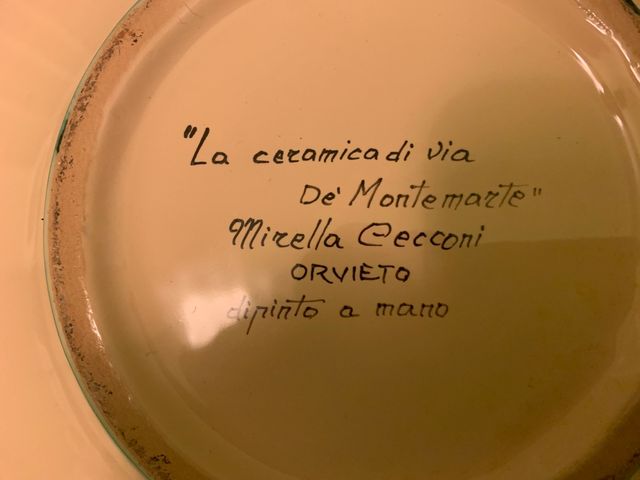 "La ceramica di via
De' Montemarte"
Mirella Cecconi
ORVIETO
dipinto a mano